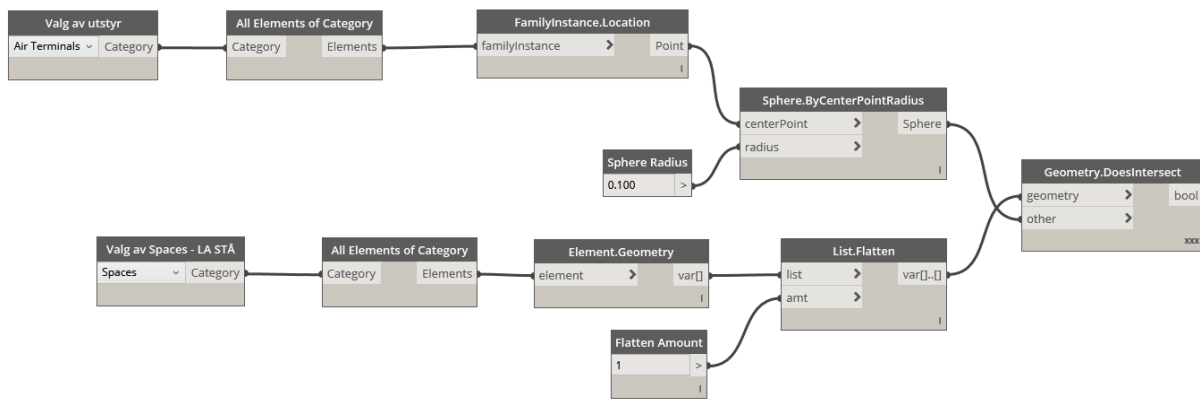 Valg av utstyr
Air Terminals Category
All Elements of Category
Category Elements
FamilyInstance.Location
familyInstance > Point
l
Sphere.ByCenterPointRadius
centerPoint > Sphere
radius >
l
Sphere Radius
0.100 >
Geometry.DoesIntersect
geometry > bool
other >
xxx
Valg av Spaces - LA STÅ
Spaces Category
All Elements of Category
Category Elements
Element.Geometry
element > var[]
l
List.Flatten
list > var[]..[]
amt >
l
Flatten Amount
1 >
l